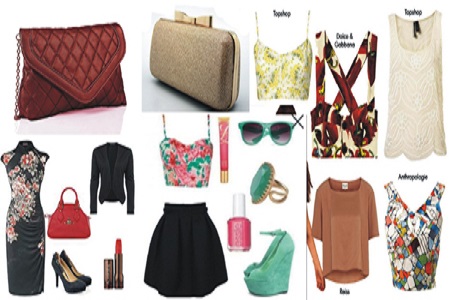 Topshop
Dolce &
Gabbana
Topshop
Anthropologie
Reiss